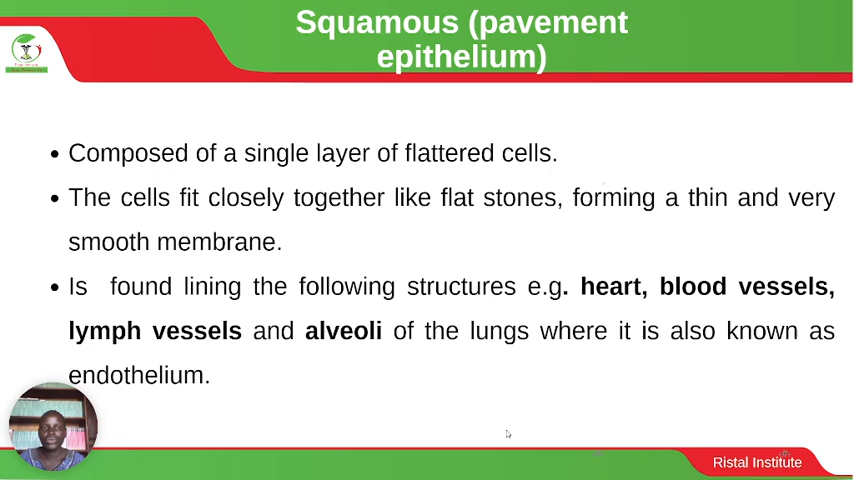 Squamous (pavement
epithelium)
• Composed of a single layer of flattered cells.
• The cells fit closely together like flat stones, forming a thin and very
smooth membrane.
• Is found lining the following structures e.g. heart, blood vessels,
lymph vessels and alveoli of the lungs where it is also known as
endothelium.
Ristal Institute